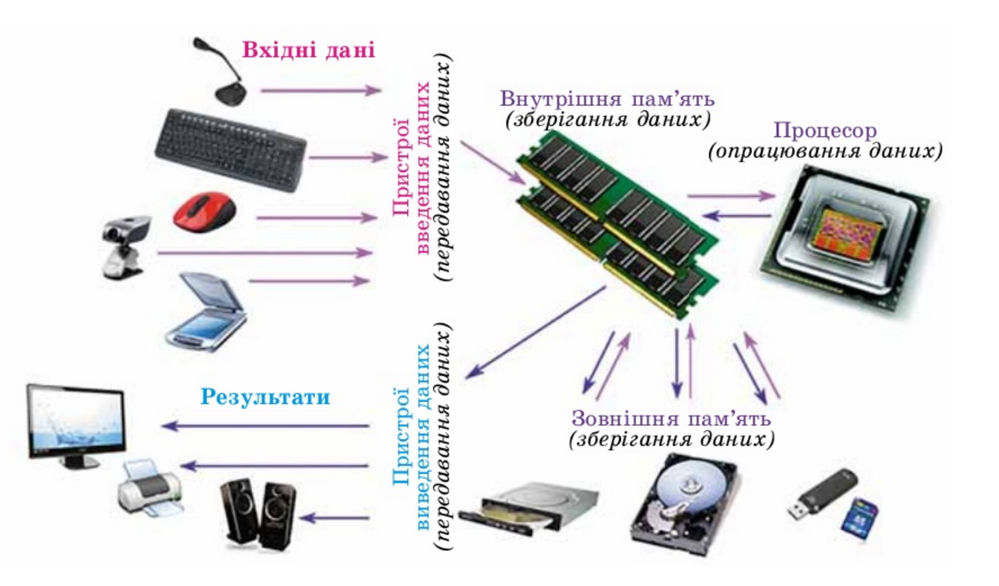 Вхідні дані
Пристрої
введення даних
(передавання даних)
Внутрішня пам’ять
(зберігання даних)
Процесор
(опрацювання даних)
Результати
Пристрої
виведення даних
(передавання даних)
Зовнішня пам’ять
(зберігання даних)